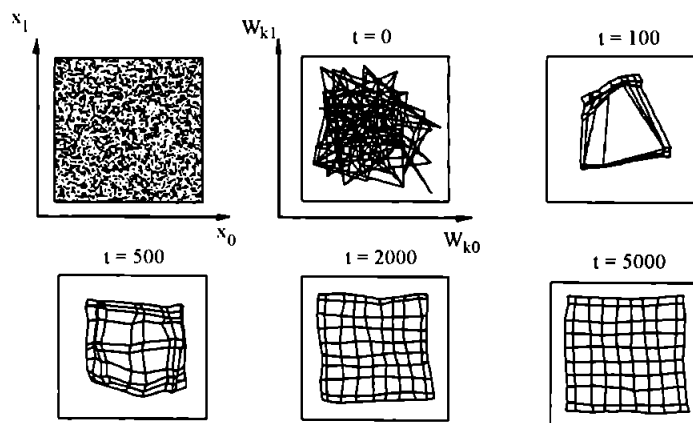 x1
Wk1
t = 0
t = 100
x0
Wk0
t = 500
t = 2000
t = 5000